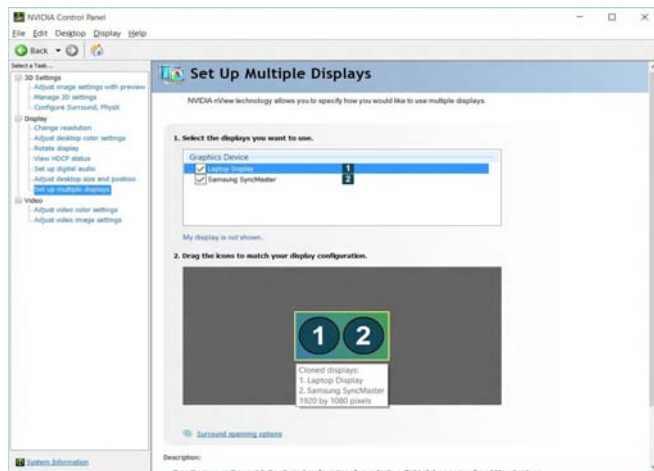 NVIDIA Control Panel
File Edit Desktop Display Help
Back
Select a Task...
3D Settings
Adjust image settings with preview
Manage 3D settings
Configure Surround, PhysX
Display
Change resolution
Adjust desktop color settings
Rotate display
View HDCP status
Set up digital audio
Adjust desktop size and position
Set up multiple displays
Video
Adjust video color settings
Adjust video image settings
System Information
Set Up Multiple Displays
NVIDIA nView technology allows you to specify how you would like to use multiple displays.
1. Select the displays you want to use.
Graphics Device
Laptop Display 1
Samsung SyncMaster 2
My display is not shown.
2. Drag the icons to match your display configuration.
1 2
Cloned displays:
1. Laptop Display
2. Samsung SyncMaster
1920 by 1080 pixels
Surround spanning options
Description: